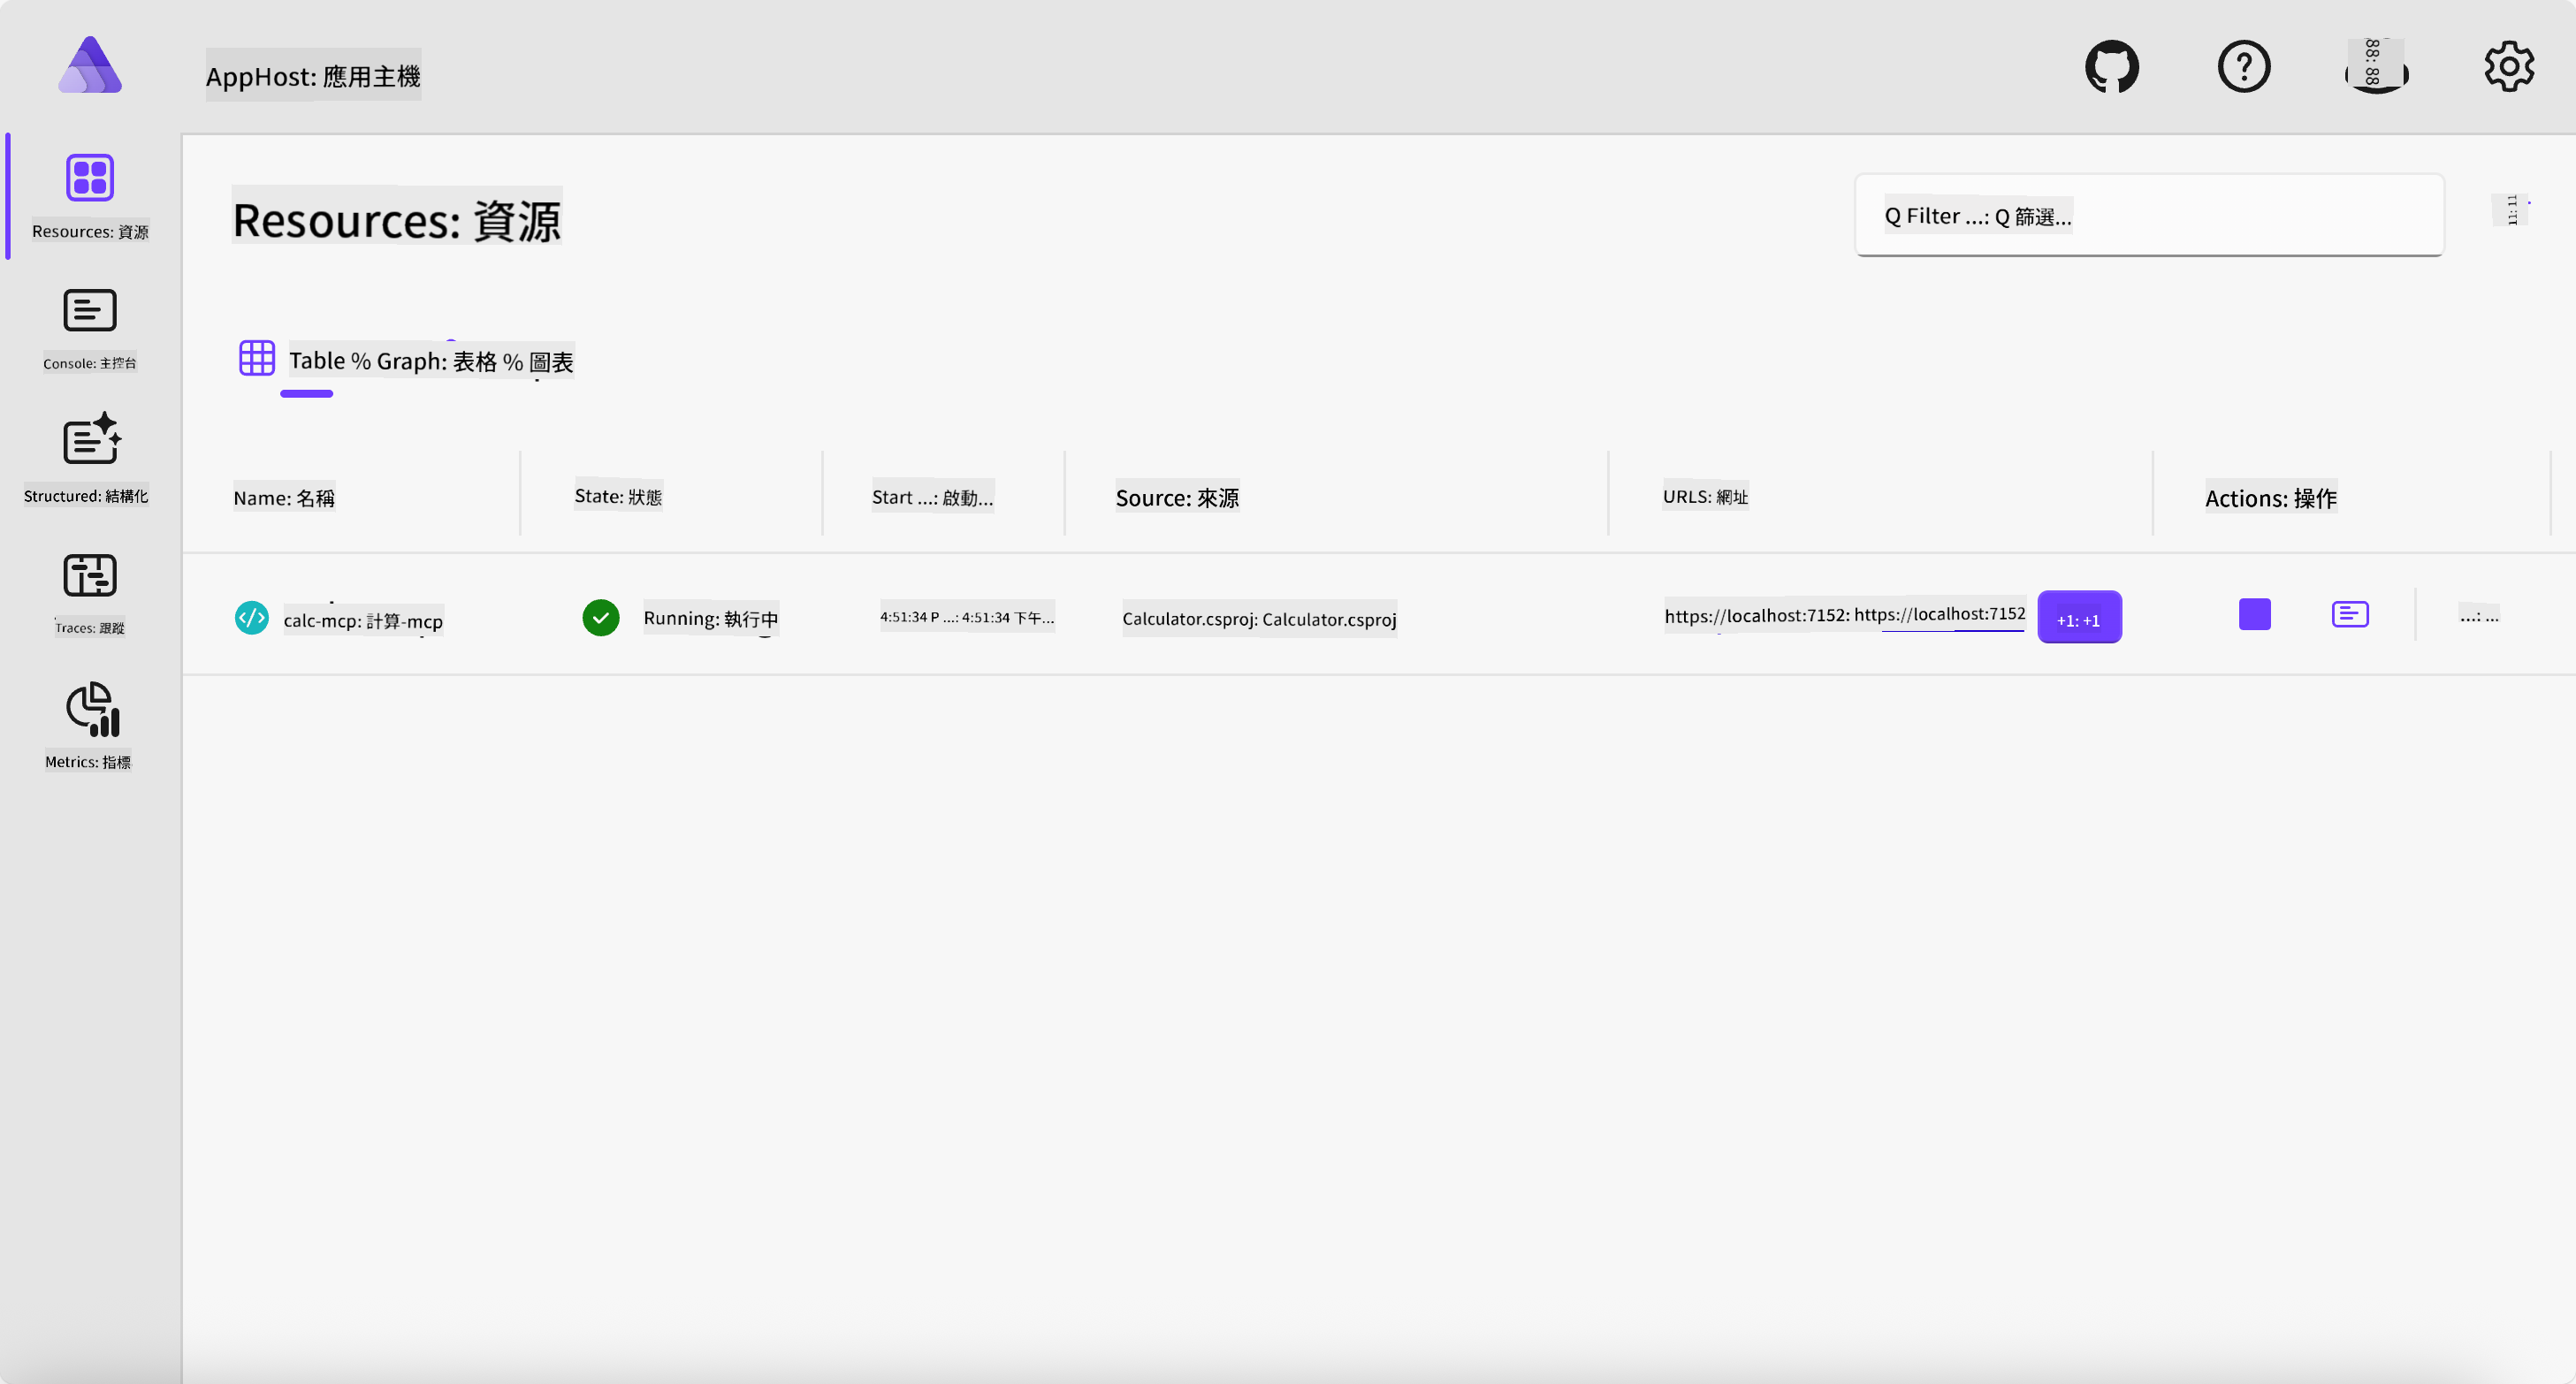 AppHost: 應用主機
88: 88
Resources: 資源
Console: 主控台
Structured: 結構化
Traces: 跟蹤
Metrics: 指標
Resources: 資源
Q Filter ...: Q 篩選...
11: 11
Table % Graph: 表格 % 圖表
Name: 名稱
State: 狀態
Start ...: 啟動...
Source: 來源
URLS: 網址
Actions: 操作
calc-mcp: 計算-mcp
Running: 執行中
4:51:34 P ...: 4:51:34 下午...
Calculator.csproj: Calculator.csproj
https://localhost:7152: https://localhost:7152
+1: +1
...: ...